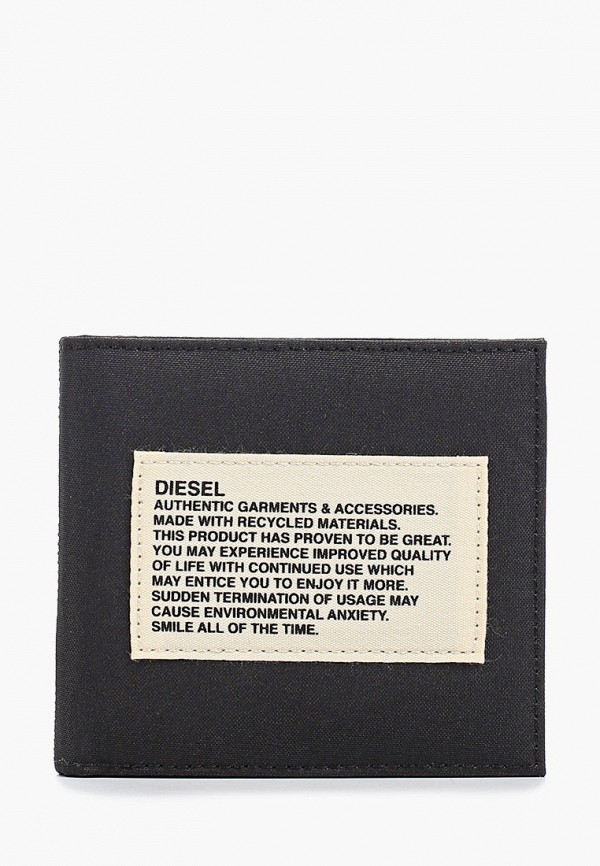 DIESEL
AUTHENTIC GARMENTS & ACCESSORIES.
MADE WITH RECYCLED MATERIALS.
THIS PRODUCT HAS PROVEN TO BE GREAT.
YOU MAY EXPERIENCE IMPROVED QUALITY
OF LIFE WITH CONTINUED USE WHICH
MAY ENTICE YOU TO ENJOY IT MORE.
SUDDEN TERMINATION OF USAGE MAY
CAUSE ENVIRONMENTAL ANXIETY.
SMILE ALL OF THE TIME.